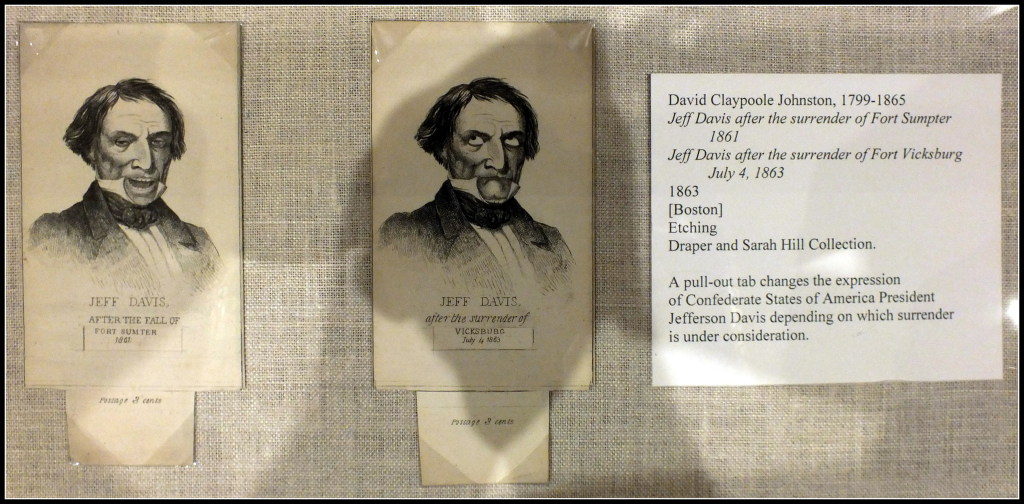 JEFF DAVIS,
AFTER THE FALL OF
FORT SUMTER
1861
Postage 3 cents
JEFF DAVIS,
after the surrender of
VICKSBURG
July 4 1863
Postage 3 cents
David Claypoole Johnston, 1799-1865
Jeff Davis after the surrender of Fort Sumpter
1861
Jeff Davis after the surrender of Fort Vicksburg
July 4, 1863
1863
[Boston]
Etching
Draper and Sarah Hill Collection.
A pull-out tab changes the expression
of Confederate States of America President
Jefferson Davis depending on which surrender
is under consideration.